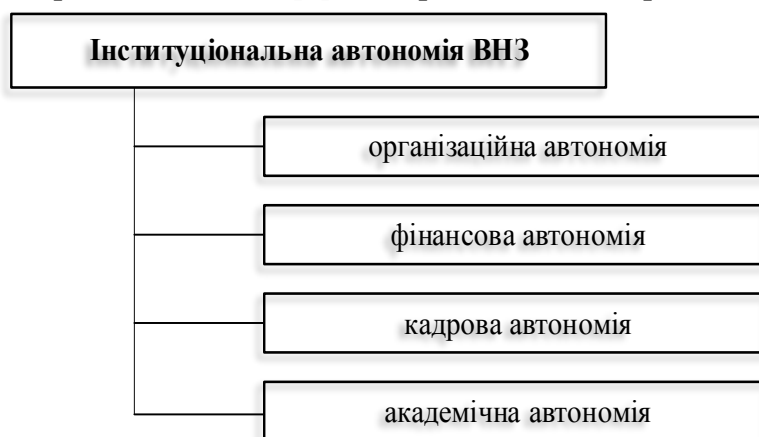 Інституціональна автономія ВНЗ
організаційна автономія
фінансова автономія
кадрова автономія
академічна автономія